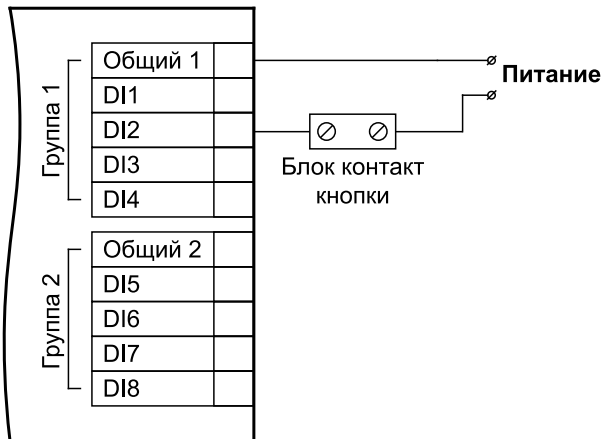 Группа 1
Общий 1
DI1
DI2
DI3
DI4
Питание
Блок контакт
кнопки
Группа 2
Общий 2
DI5
DI6
DI7
DI8